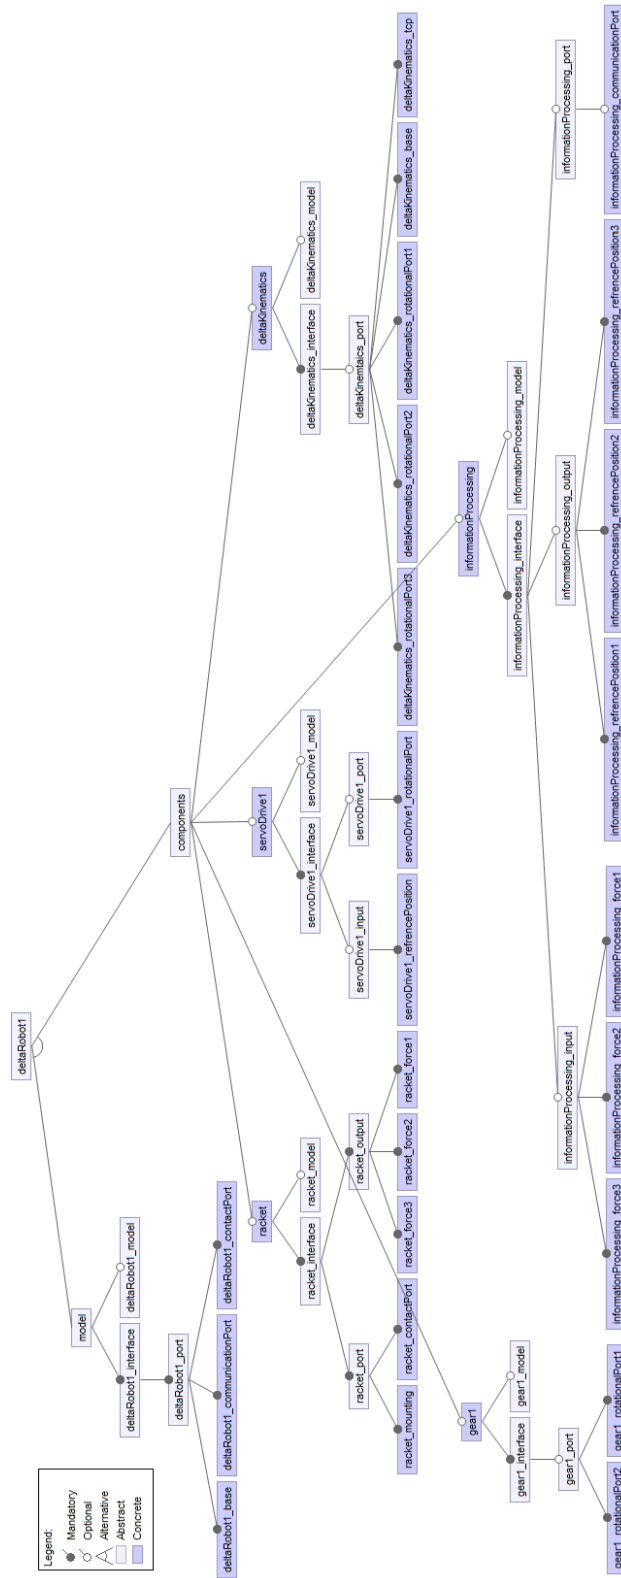 Legend:
Mandatory
Optional
Alternative
Abstract
Concrete
deltaRobot1
model
components
deltaRobot1_interface
deltaRobot1_model
deltaRobot1_port
deltaRobot1_base
deltaRobot1_communicationPort
deltaRobot1_contactPort
racket
servoDrive1
deltaKinematics
racket_interface
racket_model
servoDrive1_interface
servoDrive1_model
deltaKinematics_interface
deltaKinematics_model
racket_port
racket_output
servoDrive1_input
servoDrive1_port
deltaKinemtaics_port
racket_mounting
racket_contactPort
racket_force3
racket_force2
racket_force1
servoDrive1_refrencePosition
servoDrive1_rotationalPort
deltaKinematics_rotationalPort3
deltaKinematics_rotationalPort2
deltaKinematics_rotationalPort1
deltaKinematics_base
deltaKinematics_tcp
gear1
informationProcessing
gear1_interface
gear1_model
informationProcessing_interface
informationProcessing_model
gear1_port
informationProcessing_input
informationProcessing_output
informationProcessing_port
gear1_rotationalPort2
gear1_rotationalPort1
informationProcessing_force3
informationProcessing_force2
informationProcessing_force1
informationProcessing_refrencePosition1
informationProcessing_refrencePosition2
informationProcessing_refrencePosition3
informationProcessing_communicationPort